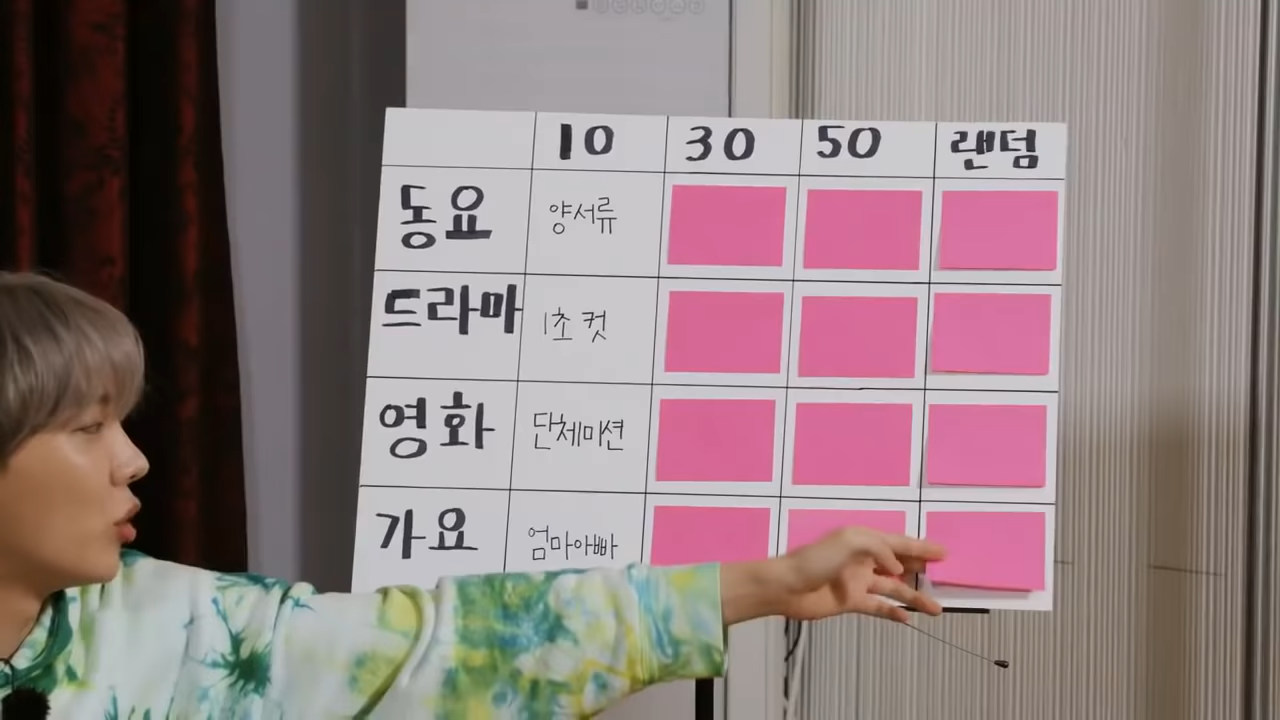 10 30 50 랜덤
동요 양서류
드라마 1초 컷
영화 단체미션
가요 엄마아빠